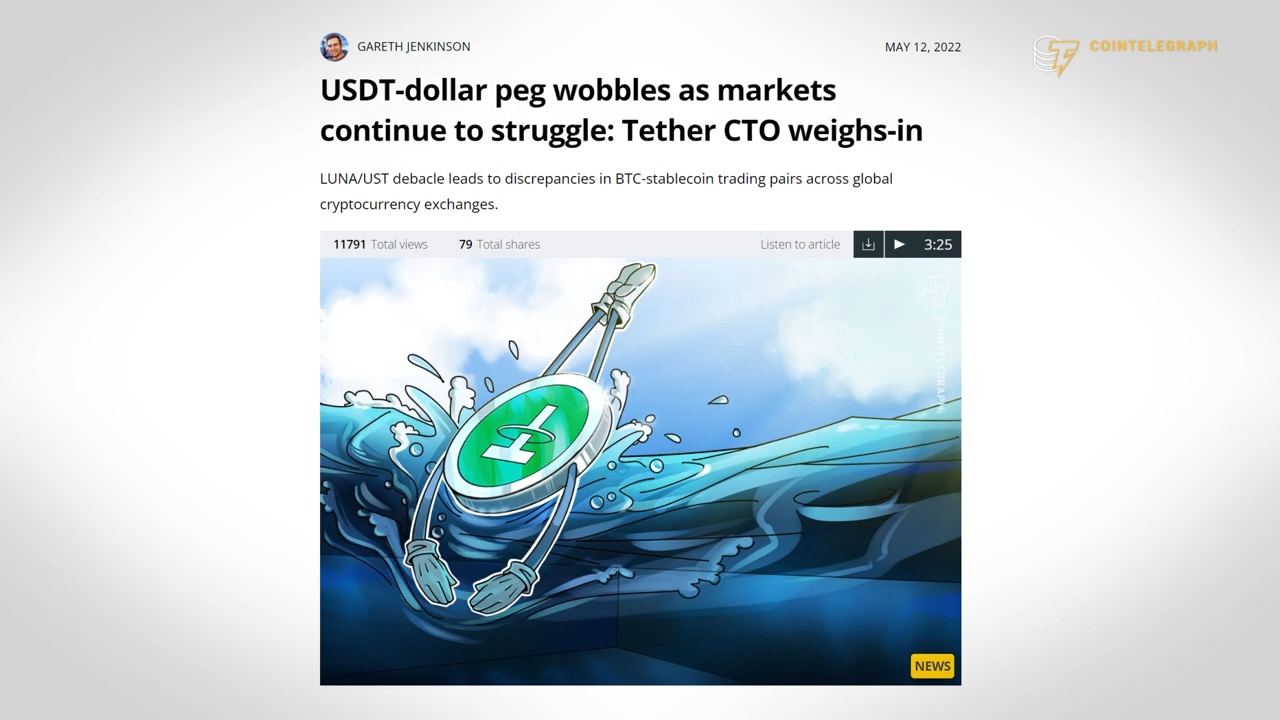 GARETH JENKINSON
MAY 12, 2022
COINTELEGRAPH
USDT-dollar peg wobbles as markets
continue to struggle: Tether CTO weighs-in
LUNA/UST debacle leads to discrepancies in BTC-stablecoin trading pairs across global
cryptocurrency exchanges.
11791 Total views 79 Total shares Listen to article 3:25
COINTELEGRAPH
NEWS